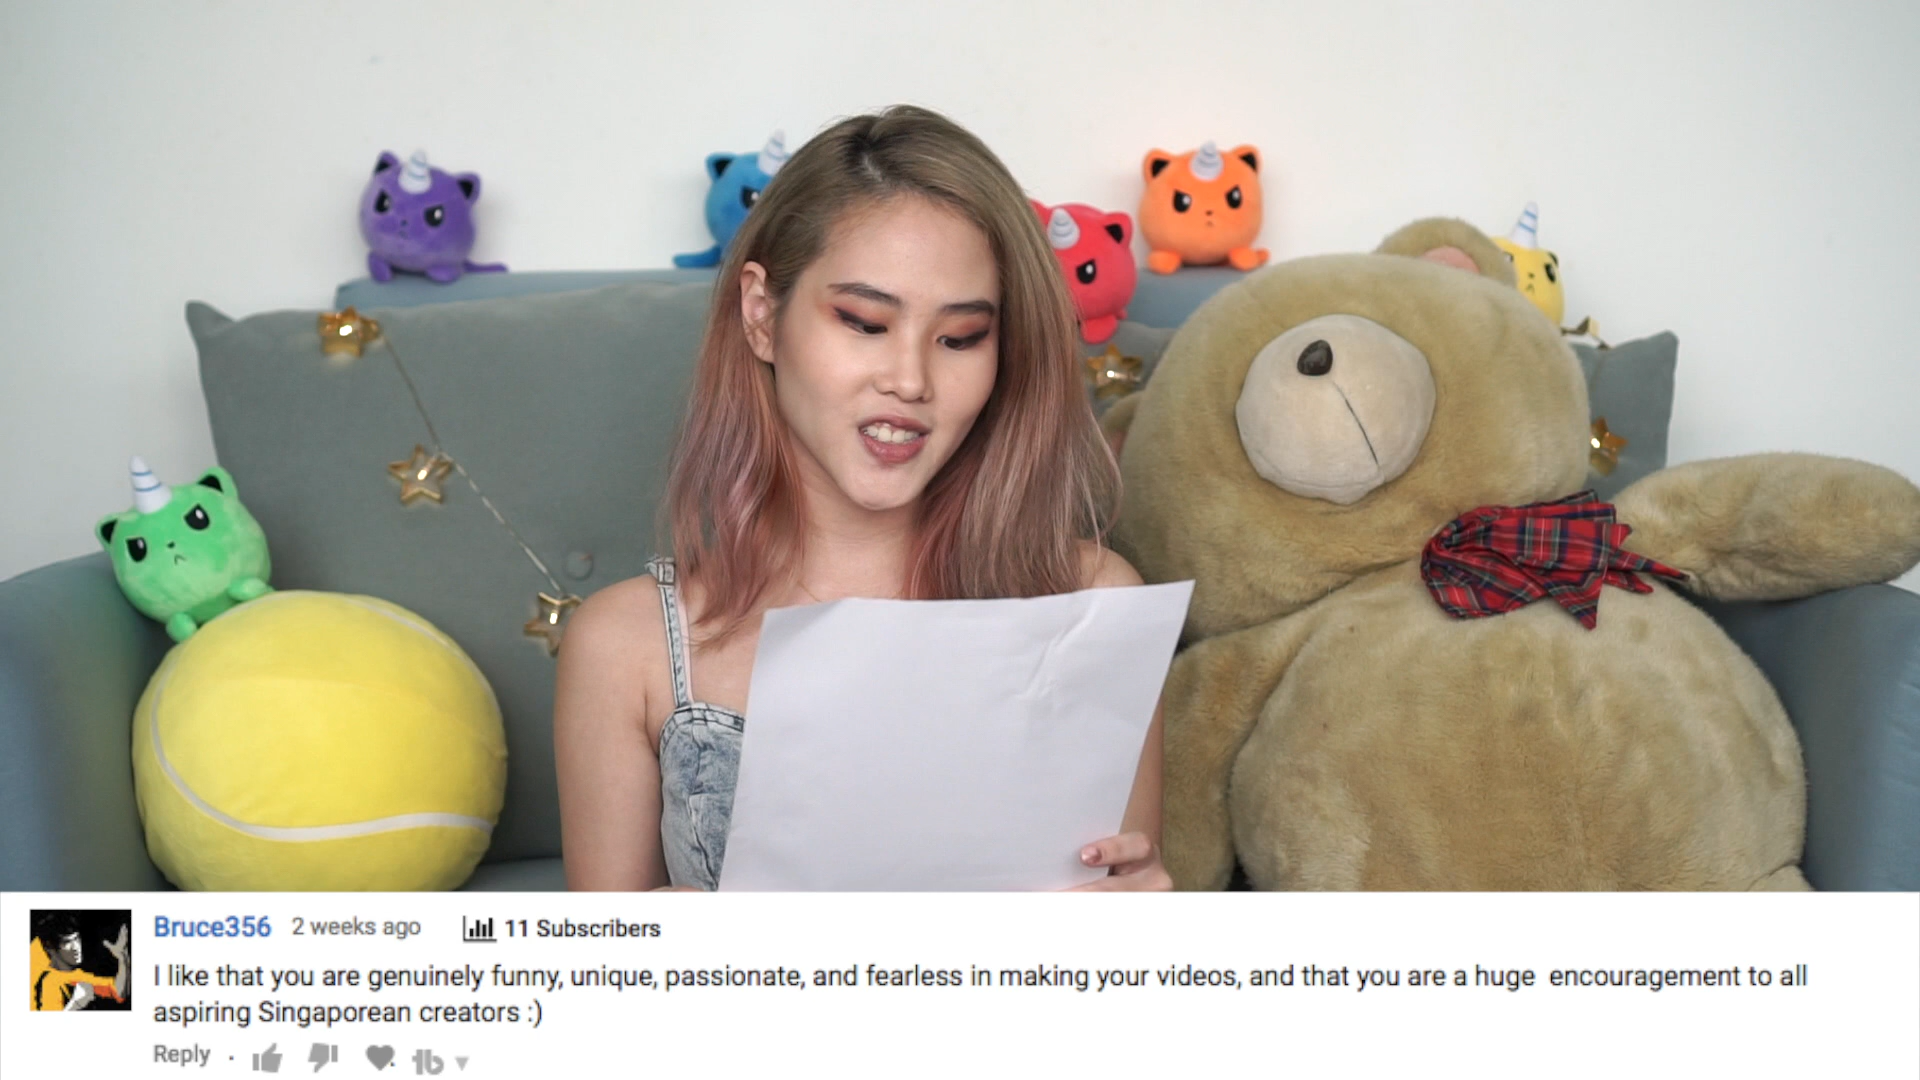 Bruce356 2 weeks ago 11 Subscribers
I like that you are genuinely funny, unique, passionate, and fearless in making your videos, and that you are a huge encouragement to all
aspiring Singaporean creators :)
Reply